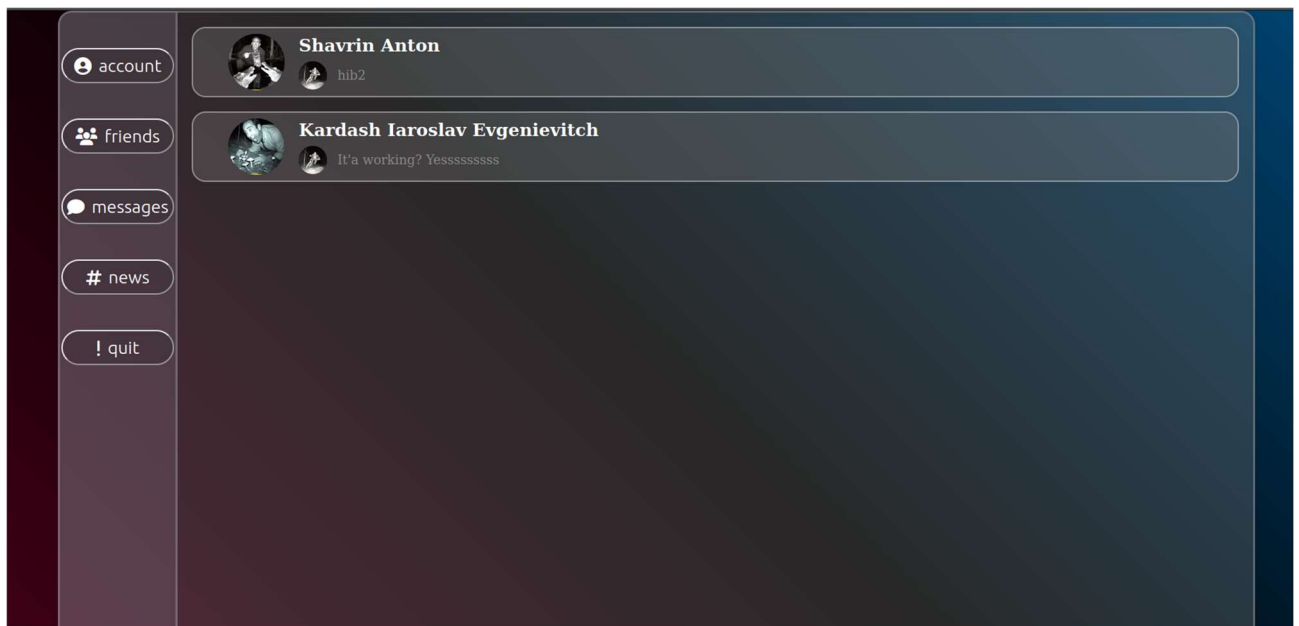 account
friends
messages
# news
! quit
Shavrin Anton
hib2
Kardash Iaroslav Evgenievitch
It'a working? Yesssssssss